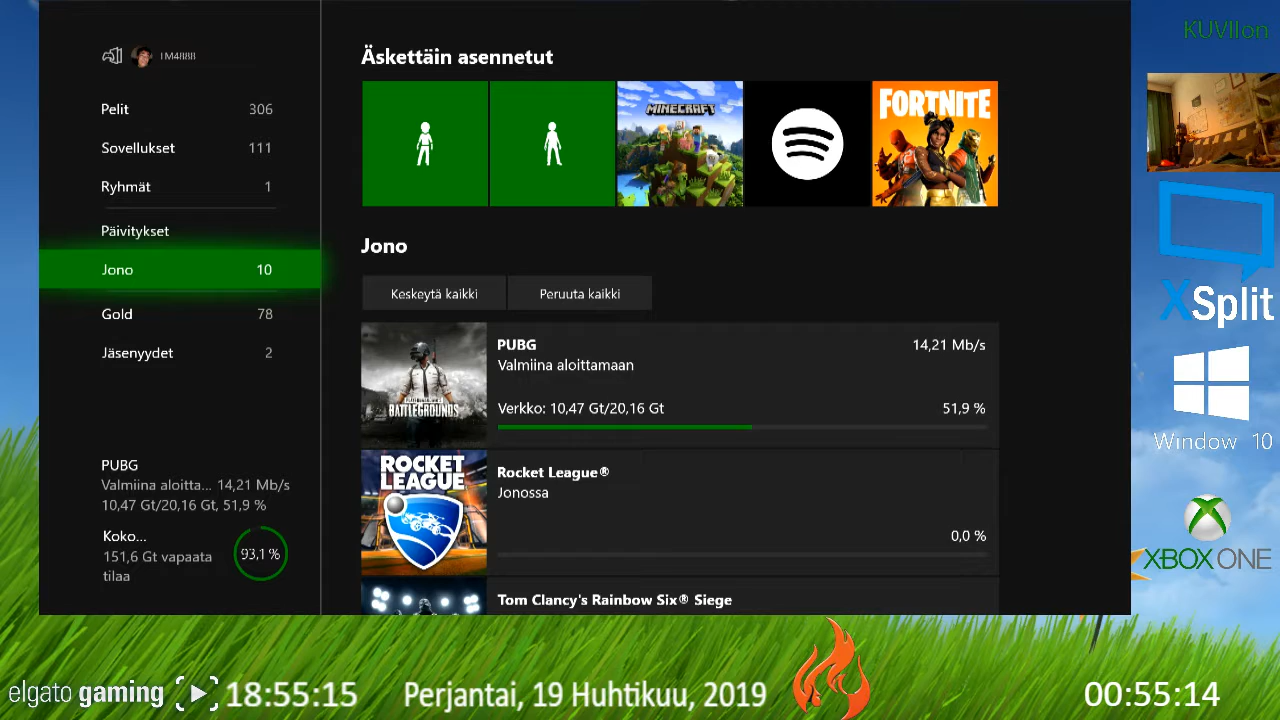 1M4888
Pelit 306
Sovellukset 111
Ryhmät 1
Päivitykset
Jono 10
Gold 78
Jäsenyydet 2
PUBG
Valmiina aloitta... 14,21 Mb/s
10,47 Gt/20,16 Gt, 51,9 %
Koko...
151,6 Gt vapaata
tilaa
93,1 %
Äskettäin asennetut
MINECRAFT
FORTNITE
Jono
Keskeytä kaikki
Peruuta kaikki
PUBG 14,21 Mb/s
Valmiina aloittamaan
Verkko: 10,47 Gt/20,16 Gt 51,9 %
BATTLEGROUNDS
ROCKET
LEAGUE
Rocket League®
Jonossa
0,0 %
Tom Clancy's Rainbow Six® Siege
KUVIIon
XSplit
Window 10
XBOX ONE
elgato gaming
18:55:15
Perjantai, 19 Huhtikuu, 2019
00:55:14